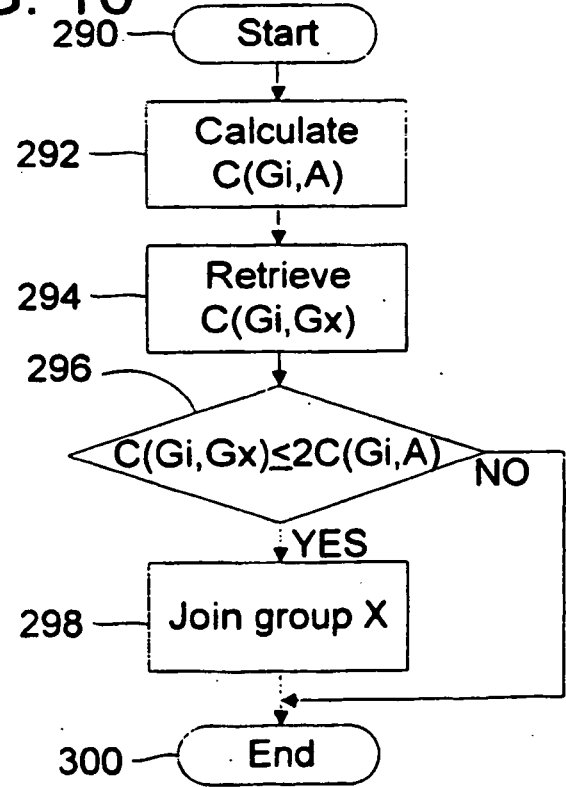 290
Start
292
Calculate
C(Gi,A)
294
Retrieve
C(Gi,Gx)
296
C(Gi,Gx)≤2C(Gi,A)
NO
YES
298
Join group X
300
End